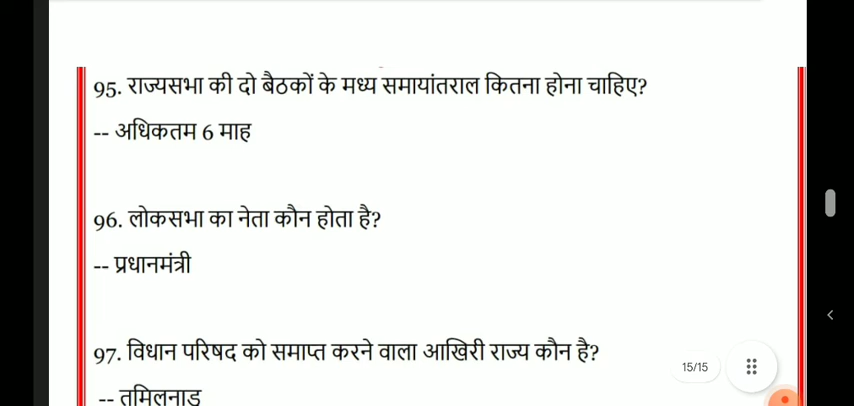 95. राज्यसभा की दो बैठकों के मध्य समायांतराल कितना होना चाहिए?
-- अधिकतम 6 माह
96. लोकसभा का नेता कौन होता है?
-- प्रधानमंत्री
97. विधान परिषद को समाप्त करने वाला आखिरी राज्य कौन है?
15/15
-- तमिलनाडु